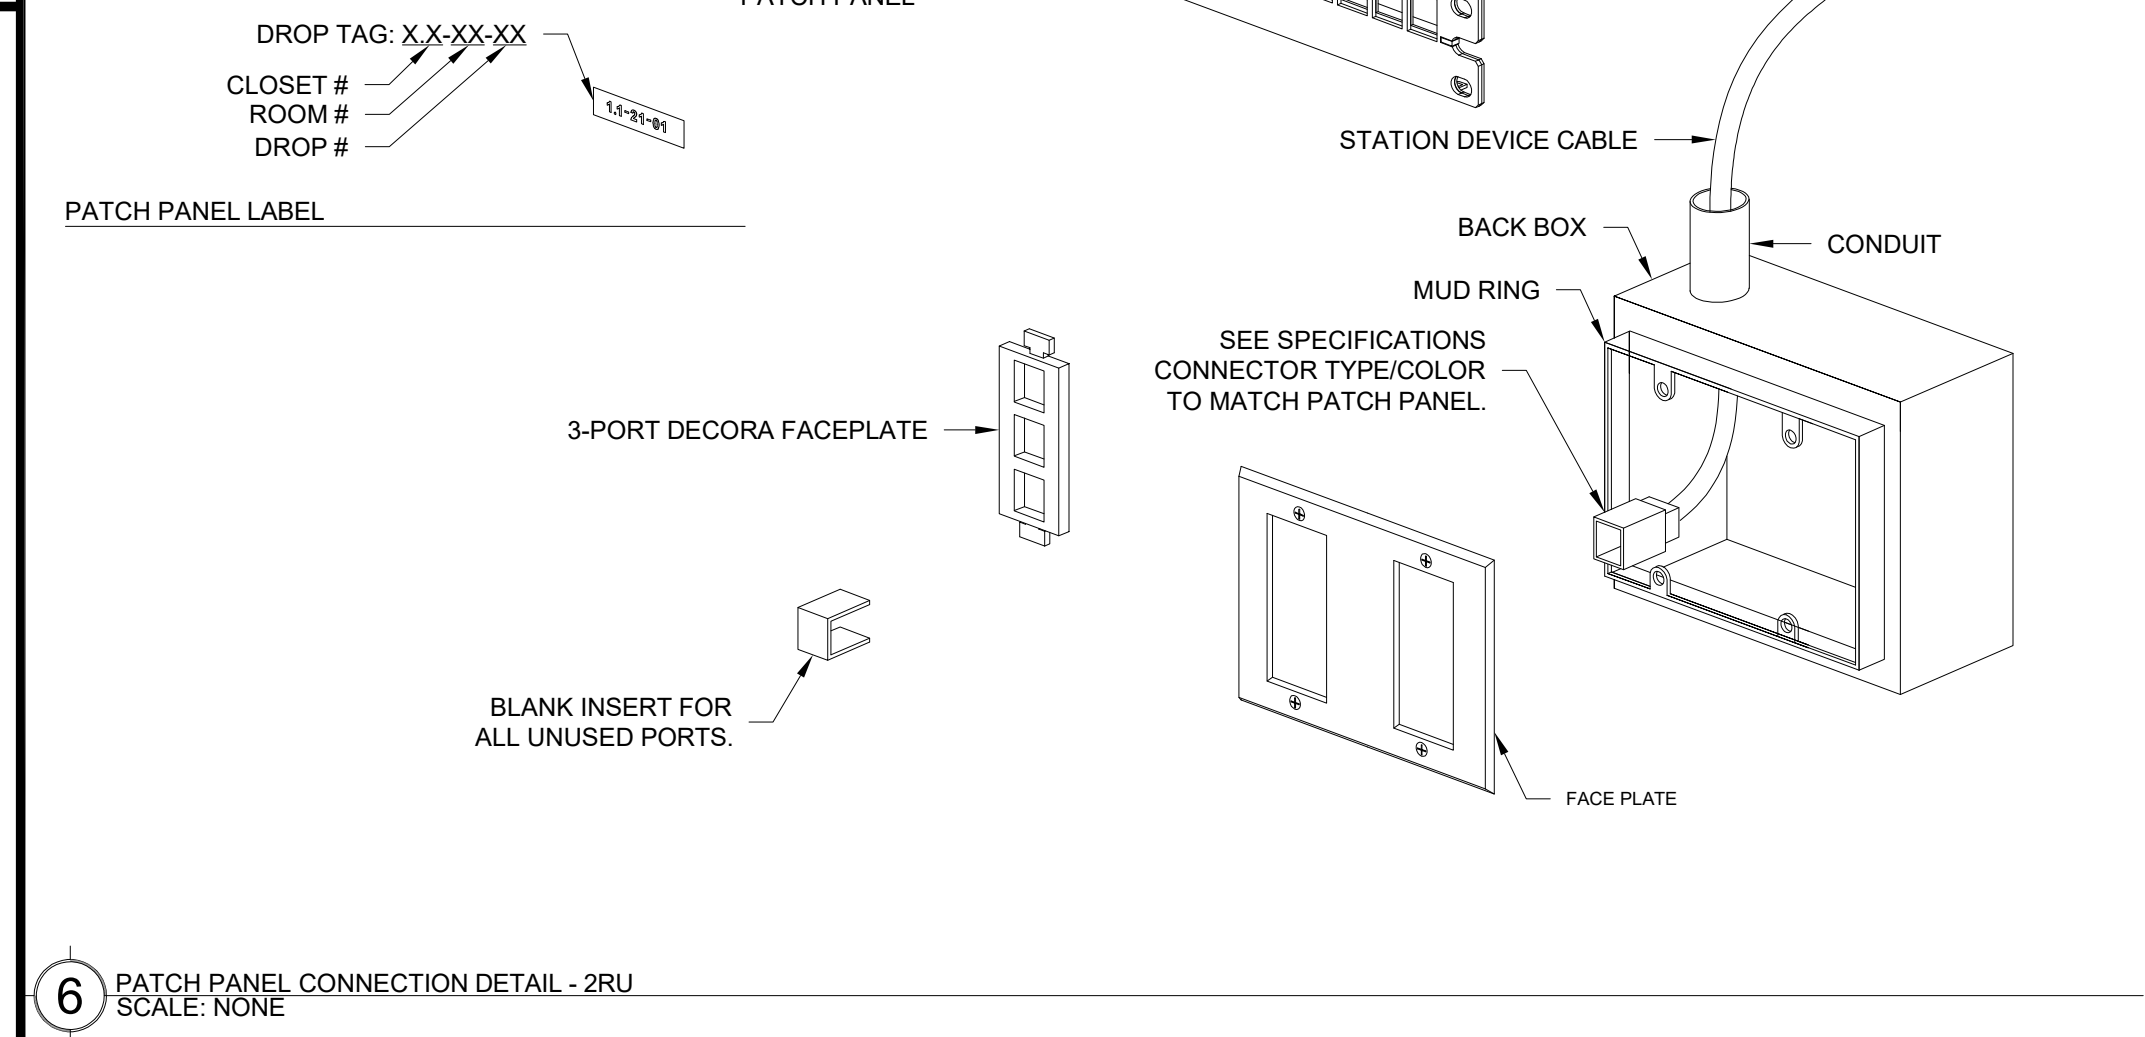 PATCH PANEL
DROP TAG: X.X-XX-XX
CLOSET #
ROOM #
DROP #
1.1-21-01
PATCH PANEL LABEL
STATION DEVICE CABLE
BACK BOX
CONDUIT
MUD RING
SEE SPECIFICATIONS
CONNECTOR TYPE/COLOR
TO MATCH PATCH PANEL.
3-PORT DECORA FACEPLATE
BLANK INSERT FOR
ALL UNUSED PORTS.
FACE PLATE
6
PATCH PANEL CONNECTION DETAIL - 2RU
SCALE: NONE